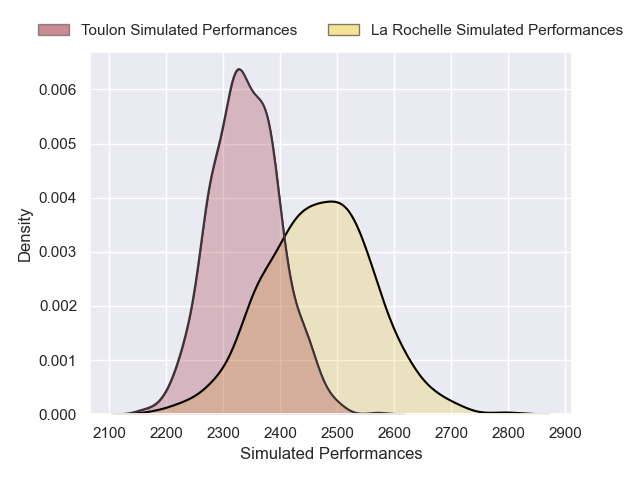 Toulon Simulated Performances La Rochelle Simulated Performances
0.006
0.005
0.004
0.003
0.002
0.001
0.000
Density
2100 2200 2300 2400 2500 2600 2700 2800 2900
Simulated Performances